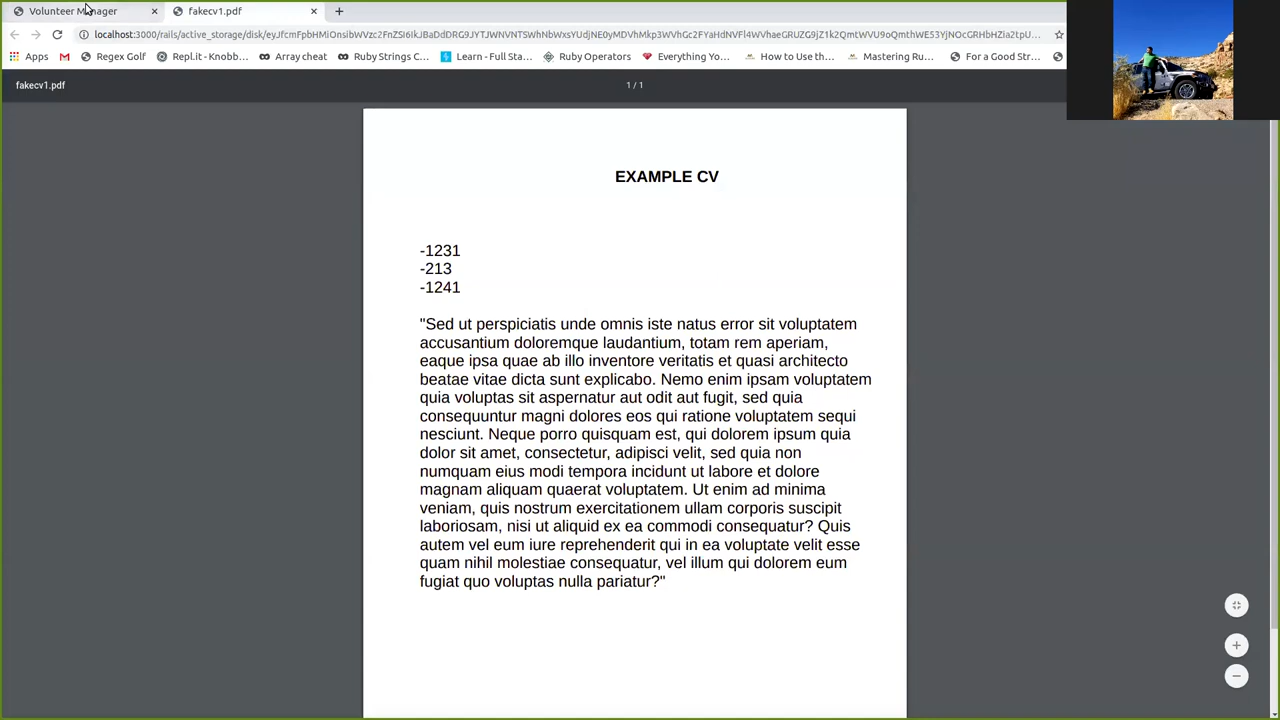 Volunteer Manager
fakecv1.pdf
Apps
Regex Golf
Repl.it - Knobb...
Array cheat
Ruby Strings C...
Learn - Full Sta...
Ruby Operators
Everything You...
How to Use th...
Mastering Ru...
For a Good Str...
fakecv1.pdf
1 / 1
EXAMPLE CV
-1231
-213
-1241
"Sed ut perspiciatis unde omnis iste natus error sit voluptatem
accusantium doloremque laudantium, totam rem aperiam,
eaque ipsa quae ab illo inventore veritatis et quasi architecto
beatae vitae dicta sunt explicabo. Nemo enim ipsam voluptatem
quia voluptas sit aspernatur aut odit aut fugit, sed quia
consequuntur magni dolores eos qui ratione voluptatem sequi
nesciunt. Neque porro quisquam est, qui dolorem ipsum quia
dolor sit amet, consectetur, adipisci velit, sed quia non
numquam eius modi tempora incidunt ut labore et dolore
magnam aliquam quaerat voluptatem. Ut enim ad minima
veniam, quis nostrum exercitationem ullam corporis suscipit
laboriosam, nisi ut aliquid ex ea commodi consequatur? Quis
autem vel eum iure reprehenderit qui in ea voluptate velit esse
quam nihil molestiae consequatur, vel illum qui dolorem eum
fugiat quo voluptas nulla pariatur?"